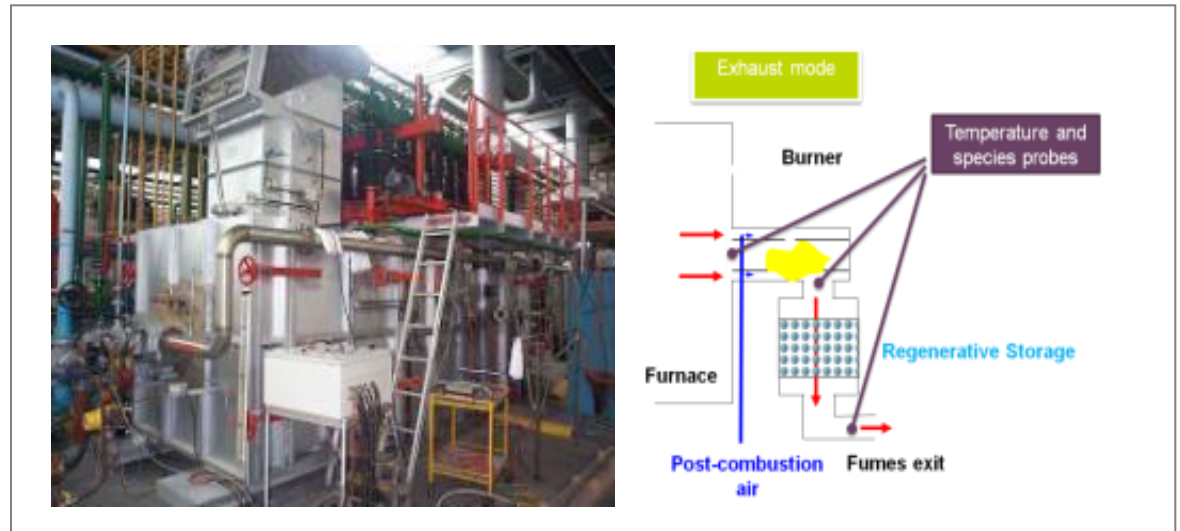 Exhaust mode
Temperature and
species probes
Burner
Regenerative Storage
Furnace
Post-combustion
air
Fumes exit